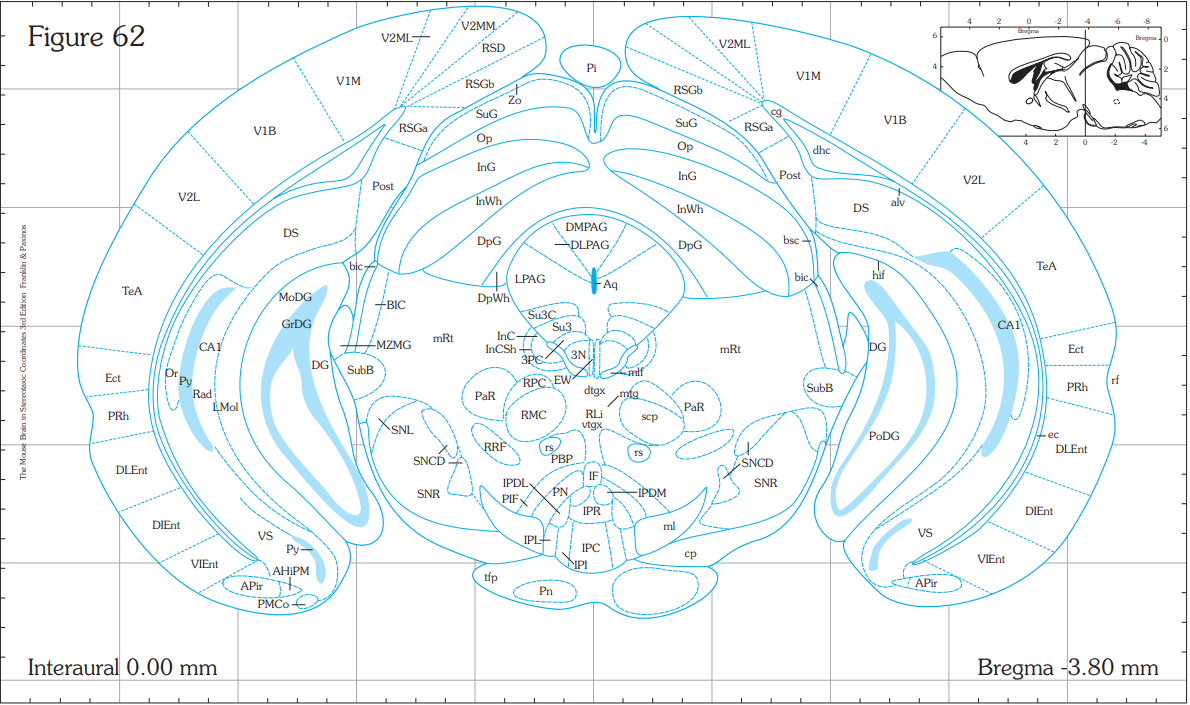 Figure 62
V2ML
V2MM
RSD
V1M
RSGb
Zo
Pi
V2ML
V1M
RSGb
cg
V1B
RSGa
SuG
Op
InG
SuG
Op
InG
RSGa
dhc
V1B
V2L
Post
InWh
InWh
Post
V2L
alv
DS
DS
DpG
DMPAG
DLPAG
DpG
bsc
TeA
bic
LPAG
Aq
bic
hif
TeA
MoDG
GrDG
BIC
DpWh
Su3C
Su3
CA1
MZMG
mRt
InC
InCSh
3PC
3N
mRt
DG
CA1
DG
SubB
EW
mlf
Ect
Or
Py
Rad
LMol
PaR
RPC
dtgx
mtg
SubB
Ect
PRh
rf
PRh
RMC
RLi
vtgx
scp
PaR
SNL
RRF
rs
PBP
rs
PoDG
ec
DLEnt
DLEnt
SNCD
SNR
IF
SNCD
SNR
IPDL
PIF
PN
IPDM
IPR
DIEnt
ml
DIEnt
VS
Py
IPL
IPC
IPI
cp
VS
VIEnt
AHiPM
APir
PMCo
tfp
Pn
APir
VIEnt
4 2 0 -2 -4 -6 -8
Bregma
Bregma
6
4
0
2
4
6
4 2 0 -2 -4
The Mouse Brain in Stereotaxic Coordinates 3rd Edition Franklin & Paxinos
Interaural 0.00 mm
Bregma -3.80 mm